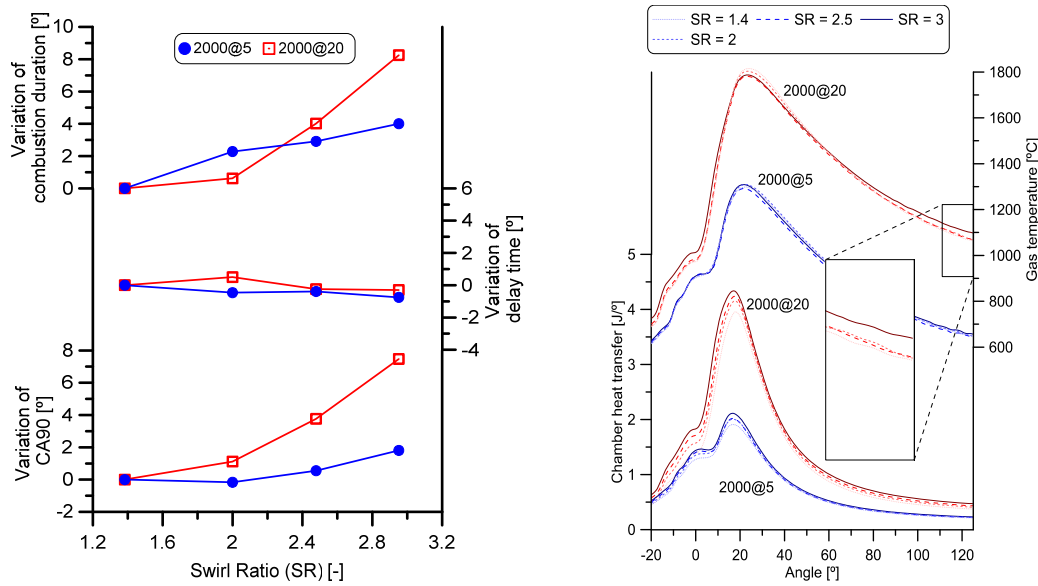 2000@5 2000@20
Variation of
combustion duration [º]
10
8
6
4
2
0
6
4
2
0
-2
-4
Variation of
delay time [º]
8
6
4
2
0
-2
Variation of
CA90 [º]
1.2 1.6 2 2.4 2.8 3.2
Swirl Ratio (SR) [-]
SR = 1.4 SR = 2.5 SR = 3
SR = 2
2000@20
2000@5
2000@20
2000@5
1800
1600
1400
1200
1000
800
600
Gas temperature [ºC]
5
4
3
2
1
0
Chamber heat transfer [J/º]
-20 0 20 40 60 80 100 120
Angle [º]